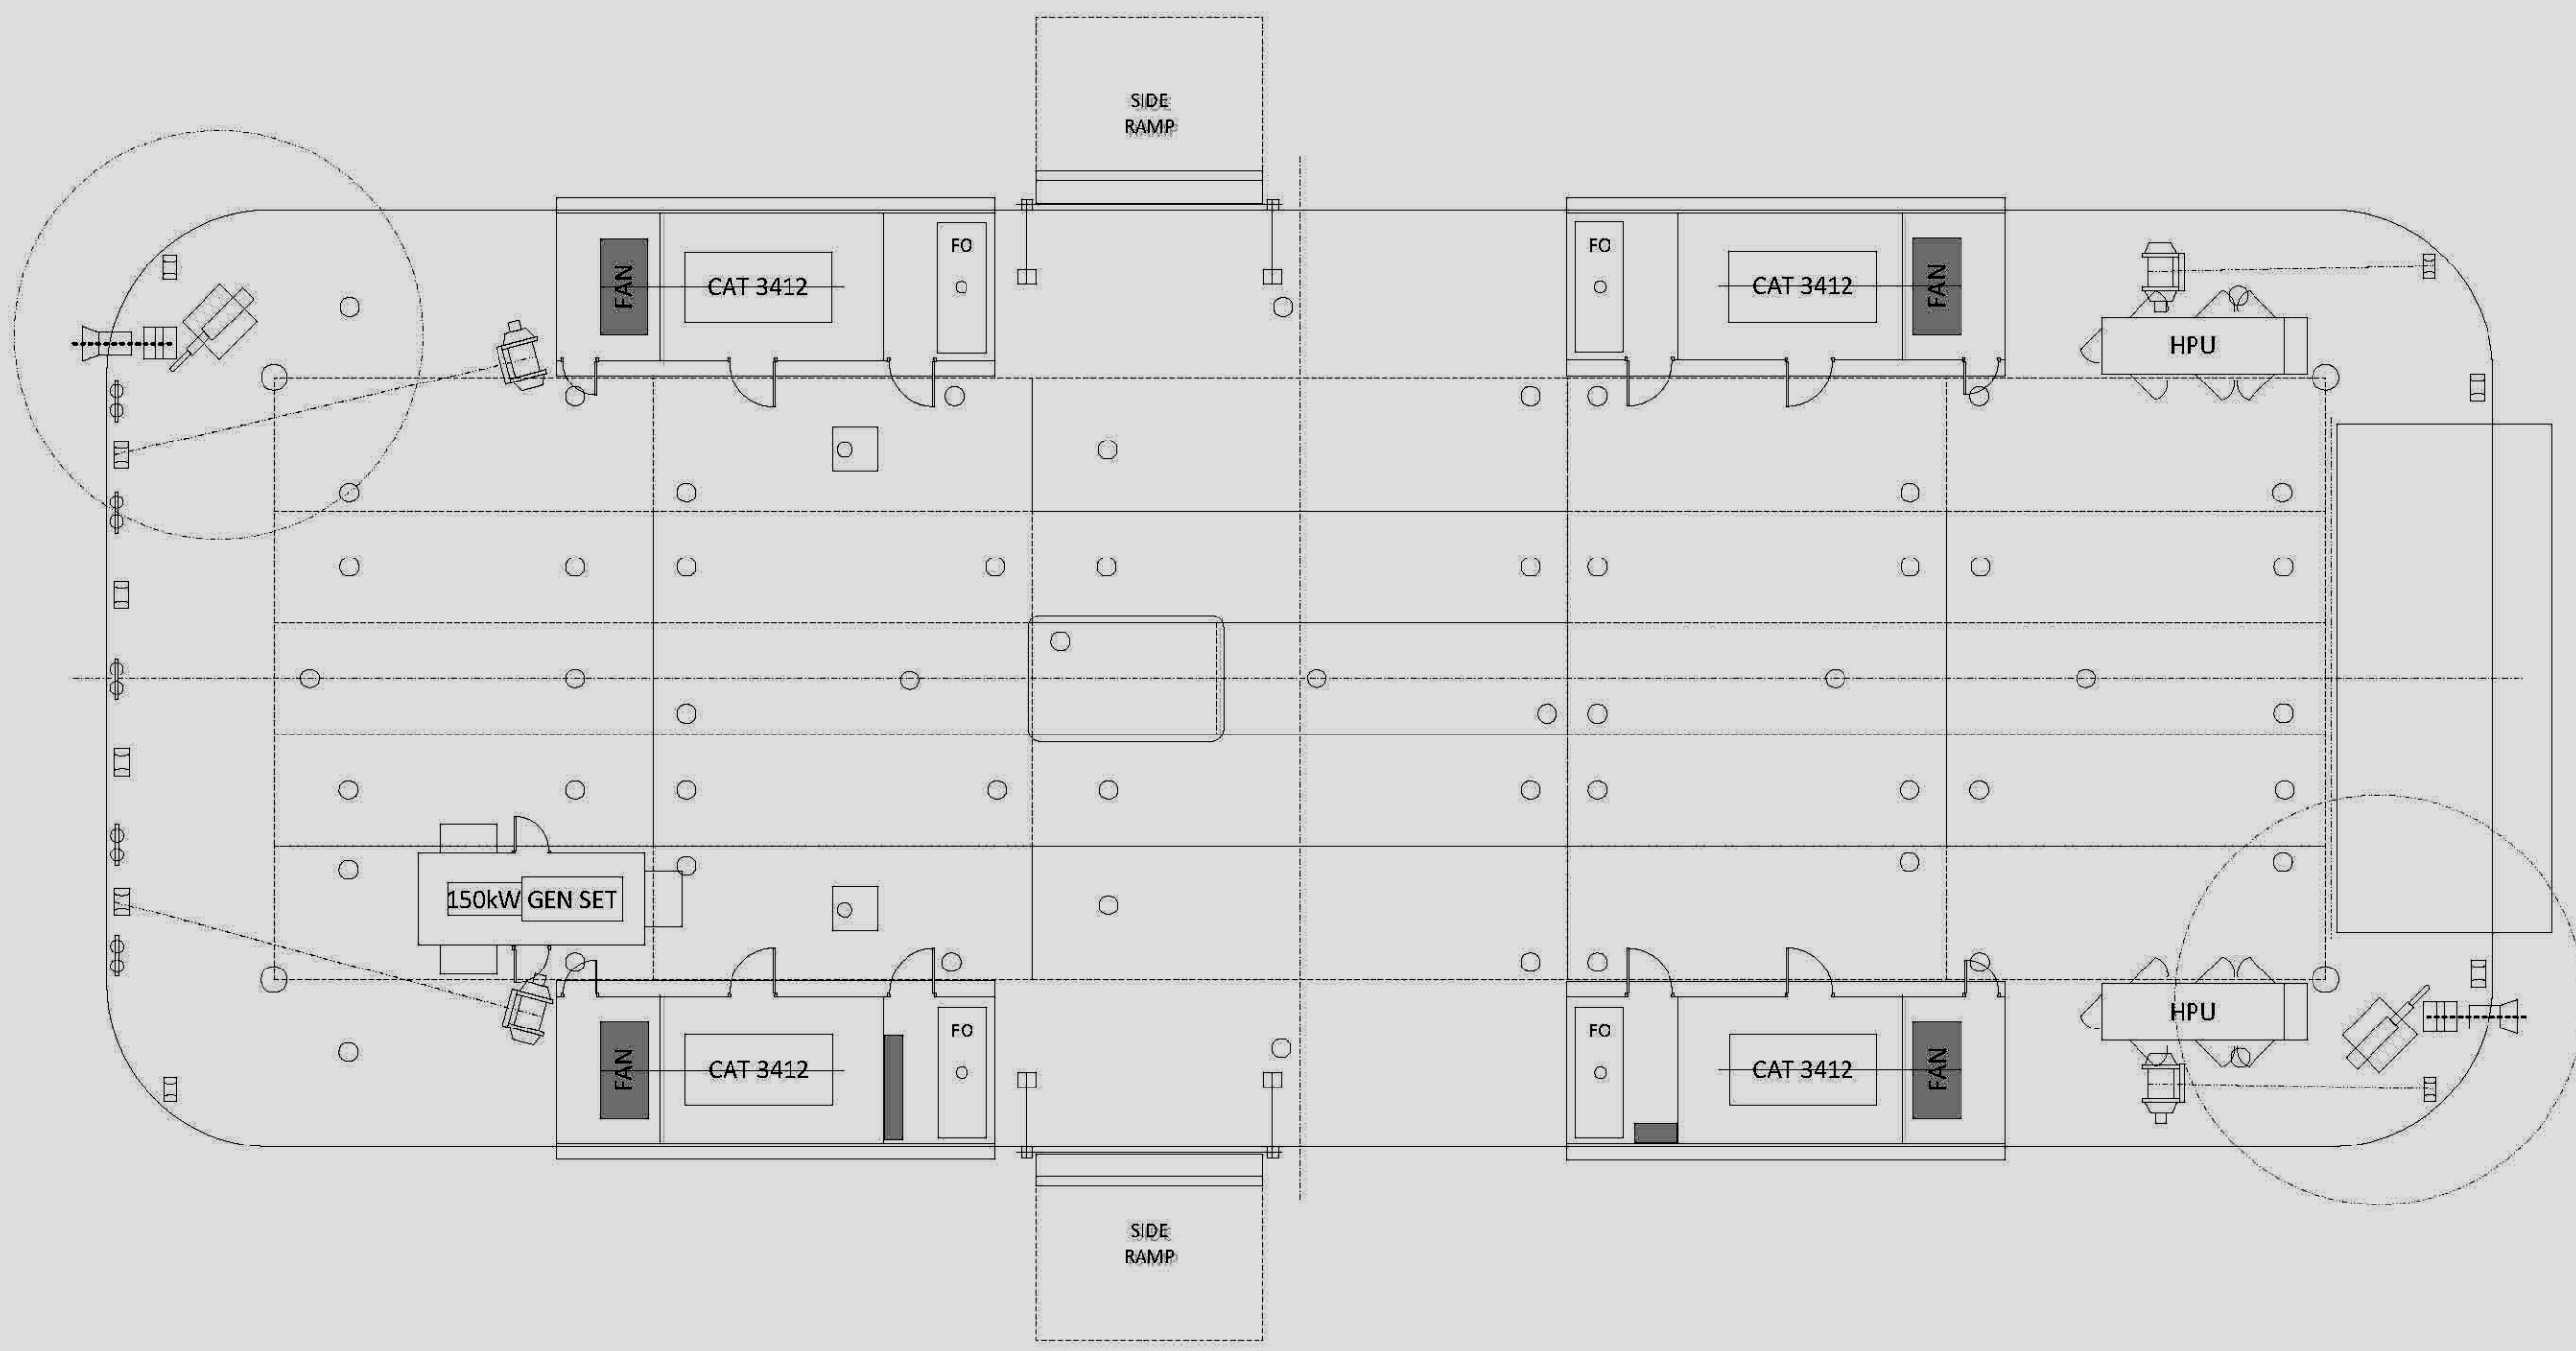 SIDE
RAMP
FAN
CAT 3412
FO
FO
CAT 3412
FAN
HPU
150kW GEN SET
HPU
FAN
CAT 3412
FO
FO
CAT 3412
FAN
SIDE
RAMP